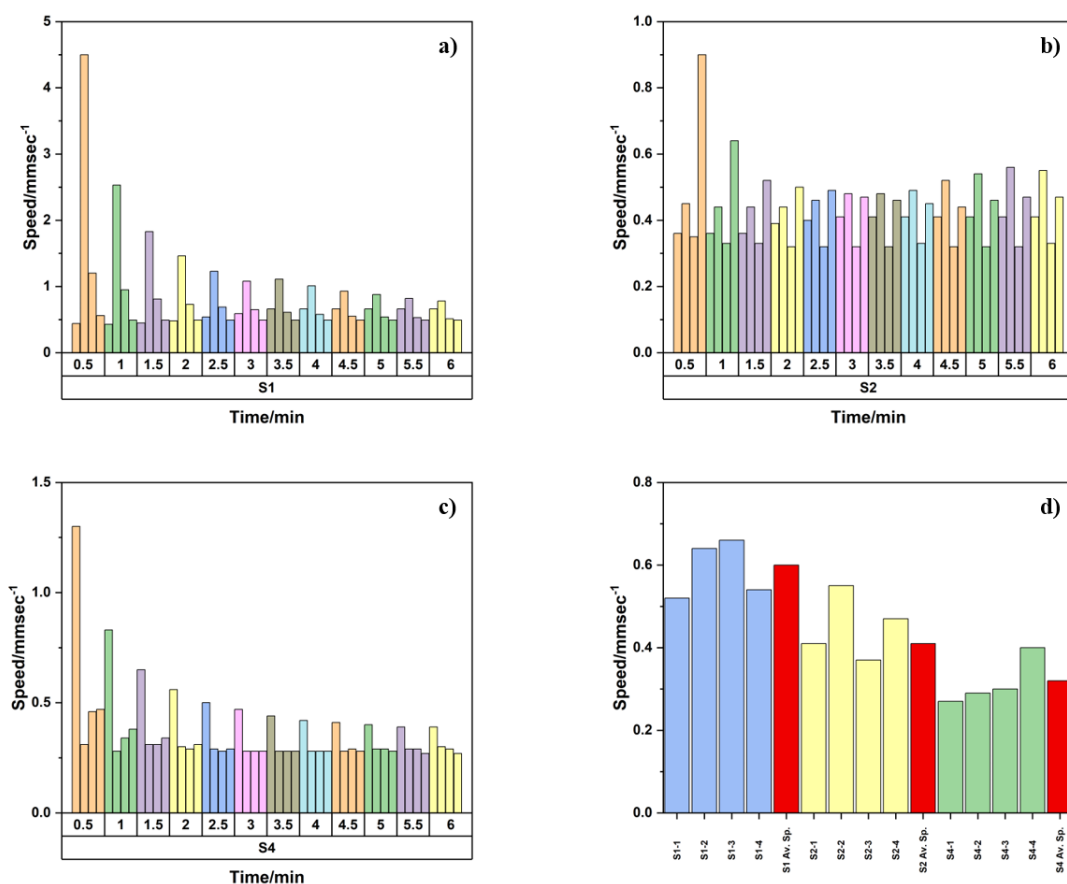 a)
Speed/mmsec⁻¹
5
4
3
2
1
0
0.5 1 1.5 2 2.5 3 3.5 4 4.5 5 5.5 6
S1
Time/min
b)
Speed/mmsec⁻¹
1.0
0.8
0.6
0.4
0.2
0.0
0.5 1 1.5 2 2.5 3 3.5 4 4.5 5 5.5 6
S2
Time/min
c)
Speed/mmsec⁻¹
1.5
1.0
0.5
0.0
0.5 1 1.5 2 2.5 3 3.5 4 4.5 5 5.5 6
S4
Time/min
d)
Speed/mmsec⁻¹
0.8
0.6
0.4
0.2
0.0
S1-1
S1-2
S1-3
S1-4
S1 Av. Sp.
S2-1
S2-2
S2-3
S2-4
S2 Av. Sp.
S4-1
S4-2
S4-3
S4-4
S4 Av. Sp.